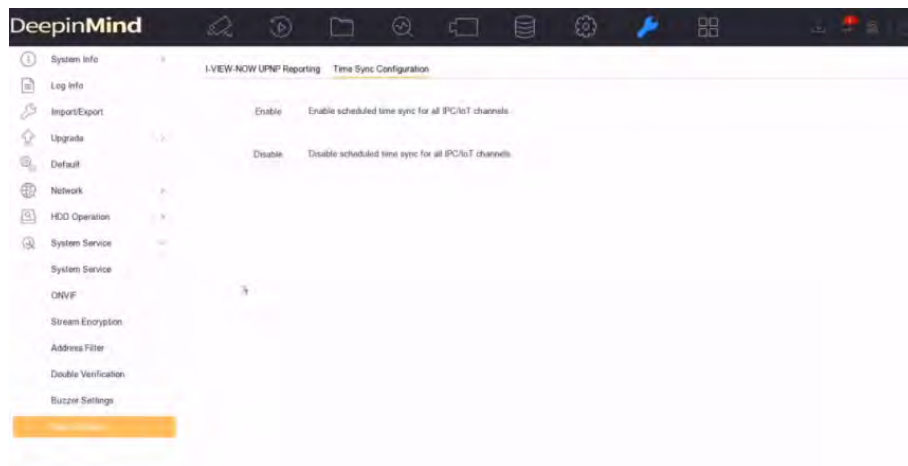 DeepinMind
System Info
I-VIEW-NOW UPNP Reporting Time Sync Configuration
Log Info
Import/Export
Enable Enable scheduled time sync for all IPC/IoT channels.
Upgrade
Disable Disable scheduled time sync for all IPC/IoT channels.
Default
Network
HDD Operation
System Service
System Service
ONVIF
Stream Encryption
Address Filter
Double Verification
Buzzer Settings